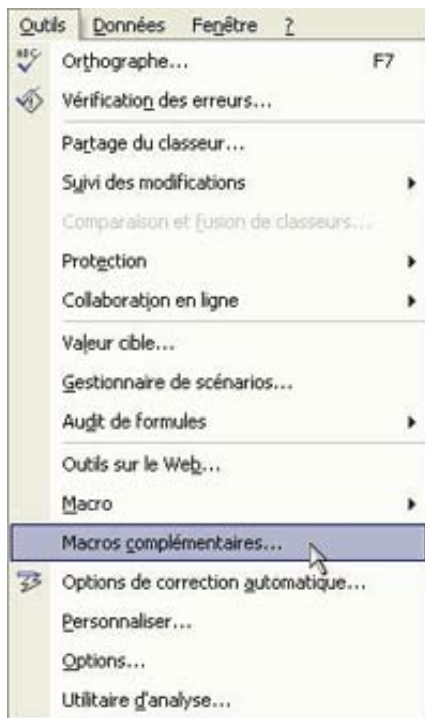 Outils Données Fenêtre ?
ABC Orthographe... F7
Vérification des erreurs...
Partage du classeur...
Suivi des modifications
Comparaison et fusion de classeurs...
Protection
Collaboration en ligne
Valeur cible...
Gestionnaire de scénarios...
Audit de formules
Outils sur le Web...
Macro
Macros complémentaires...
Options de correction automatique...
Personnaliser...
Options...
Utilitaire d'analyse...